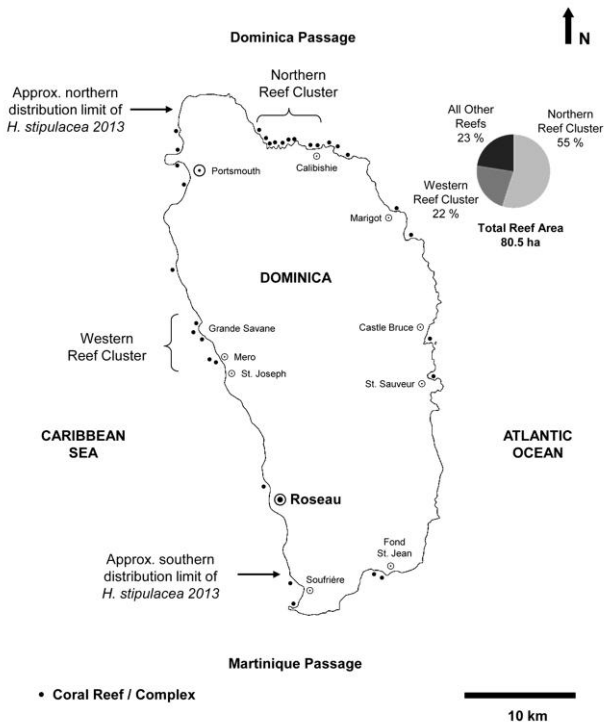 Dominica Passage
N
Approx. northern
distribution limit of
H. stipulacea 2013
Northern
Reef Cluster
All Other
Reefs
23 %
Northern
Reef Cluster
55 %
Western
Reef Cluster
22 %
Total Reef Area
80.5 ha
Portsmouth
Calibishie
Marigot
DOMINICA
Western
Reef Cluster
Grande Savane
Mero
St. Joseph
Castle Bruce
St. Sauveur
CARIBBEAN
SEA
ATLANTIC
OCEAN
Roseau
Fond
St. Jean
Approx. southern
distribution limit of
H. stipulacea 2013
Soufriére
Martinique Passage
• Coral Reef / Complex
10 km